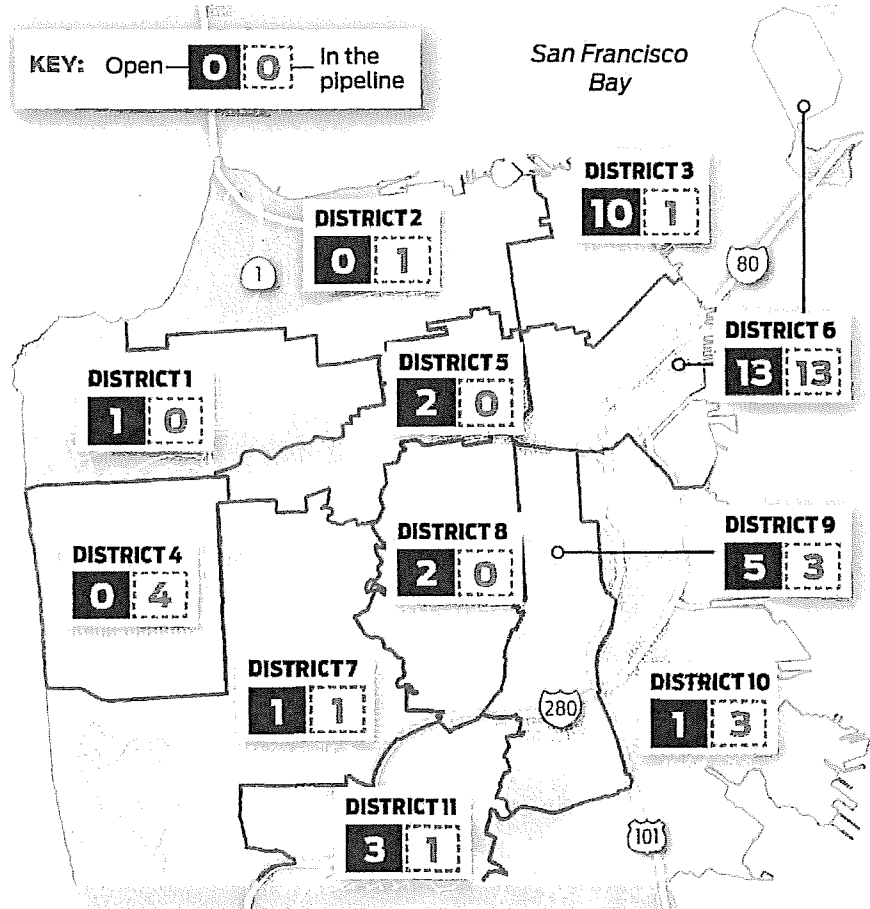 KEY: Open 0 0 In the pipeline
San Francisco
Bay
DISTRICT 3
10 1
DISTRICT 2
0 1
1
80
DISTRICT 6
13 13
DISTRICT 5
2 0
DISTRICT 1
1 0
DISTRICT 9
5 3
DISTRICT 8
2 0
DISTRICT 4
0 4
DISTRICT 7
1 1
DISTRICT 10
1 3
280
DISTRICT 11
3 1
101